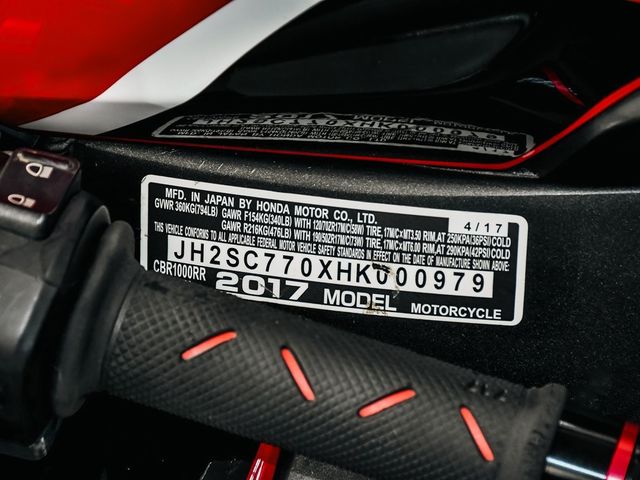 MFD. IN JAPAN BY HONDA MOTOR CO., LTD.
4/17
GVWR 360KG(794LB) GAWR F154KG(340LB) WITH 120/70ZR17M/C(58W) TIRE, 17M/C×MT3.50 RIM, AT 250KPA(36PSI)COLD
GAWR R216KG(476LB) WITH 190/50ZR17M/C(73W) TIRE, 17M/C×MT6.00 RIM, AT 290KPA(42PSI)COLD
THIS VEHICLE CONFORMS TO ALL APPLICABLE FEDERAL MOTOR VEHICLE SAFETY STANDARDS IN EFFECT ON THE DATE OF MANUFACTURE SHOWN ABOVE:
JH2SC770XHK000979
CBR1000RR 2017 MODEL MOTORCYCLE